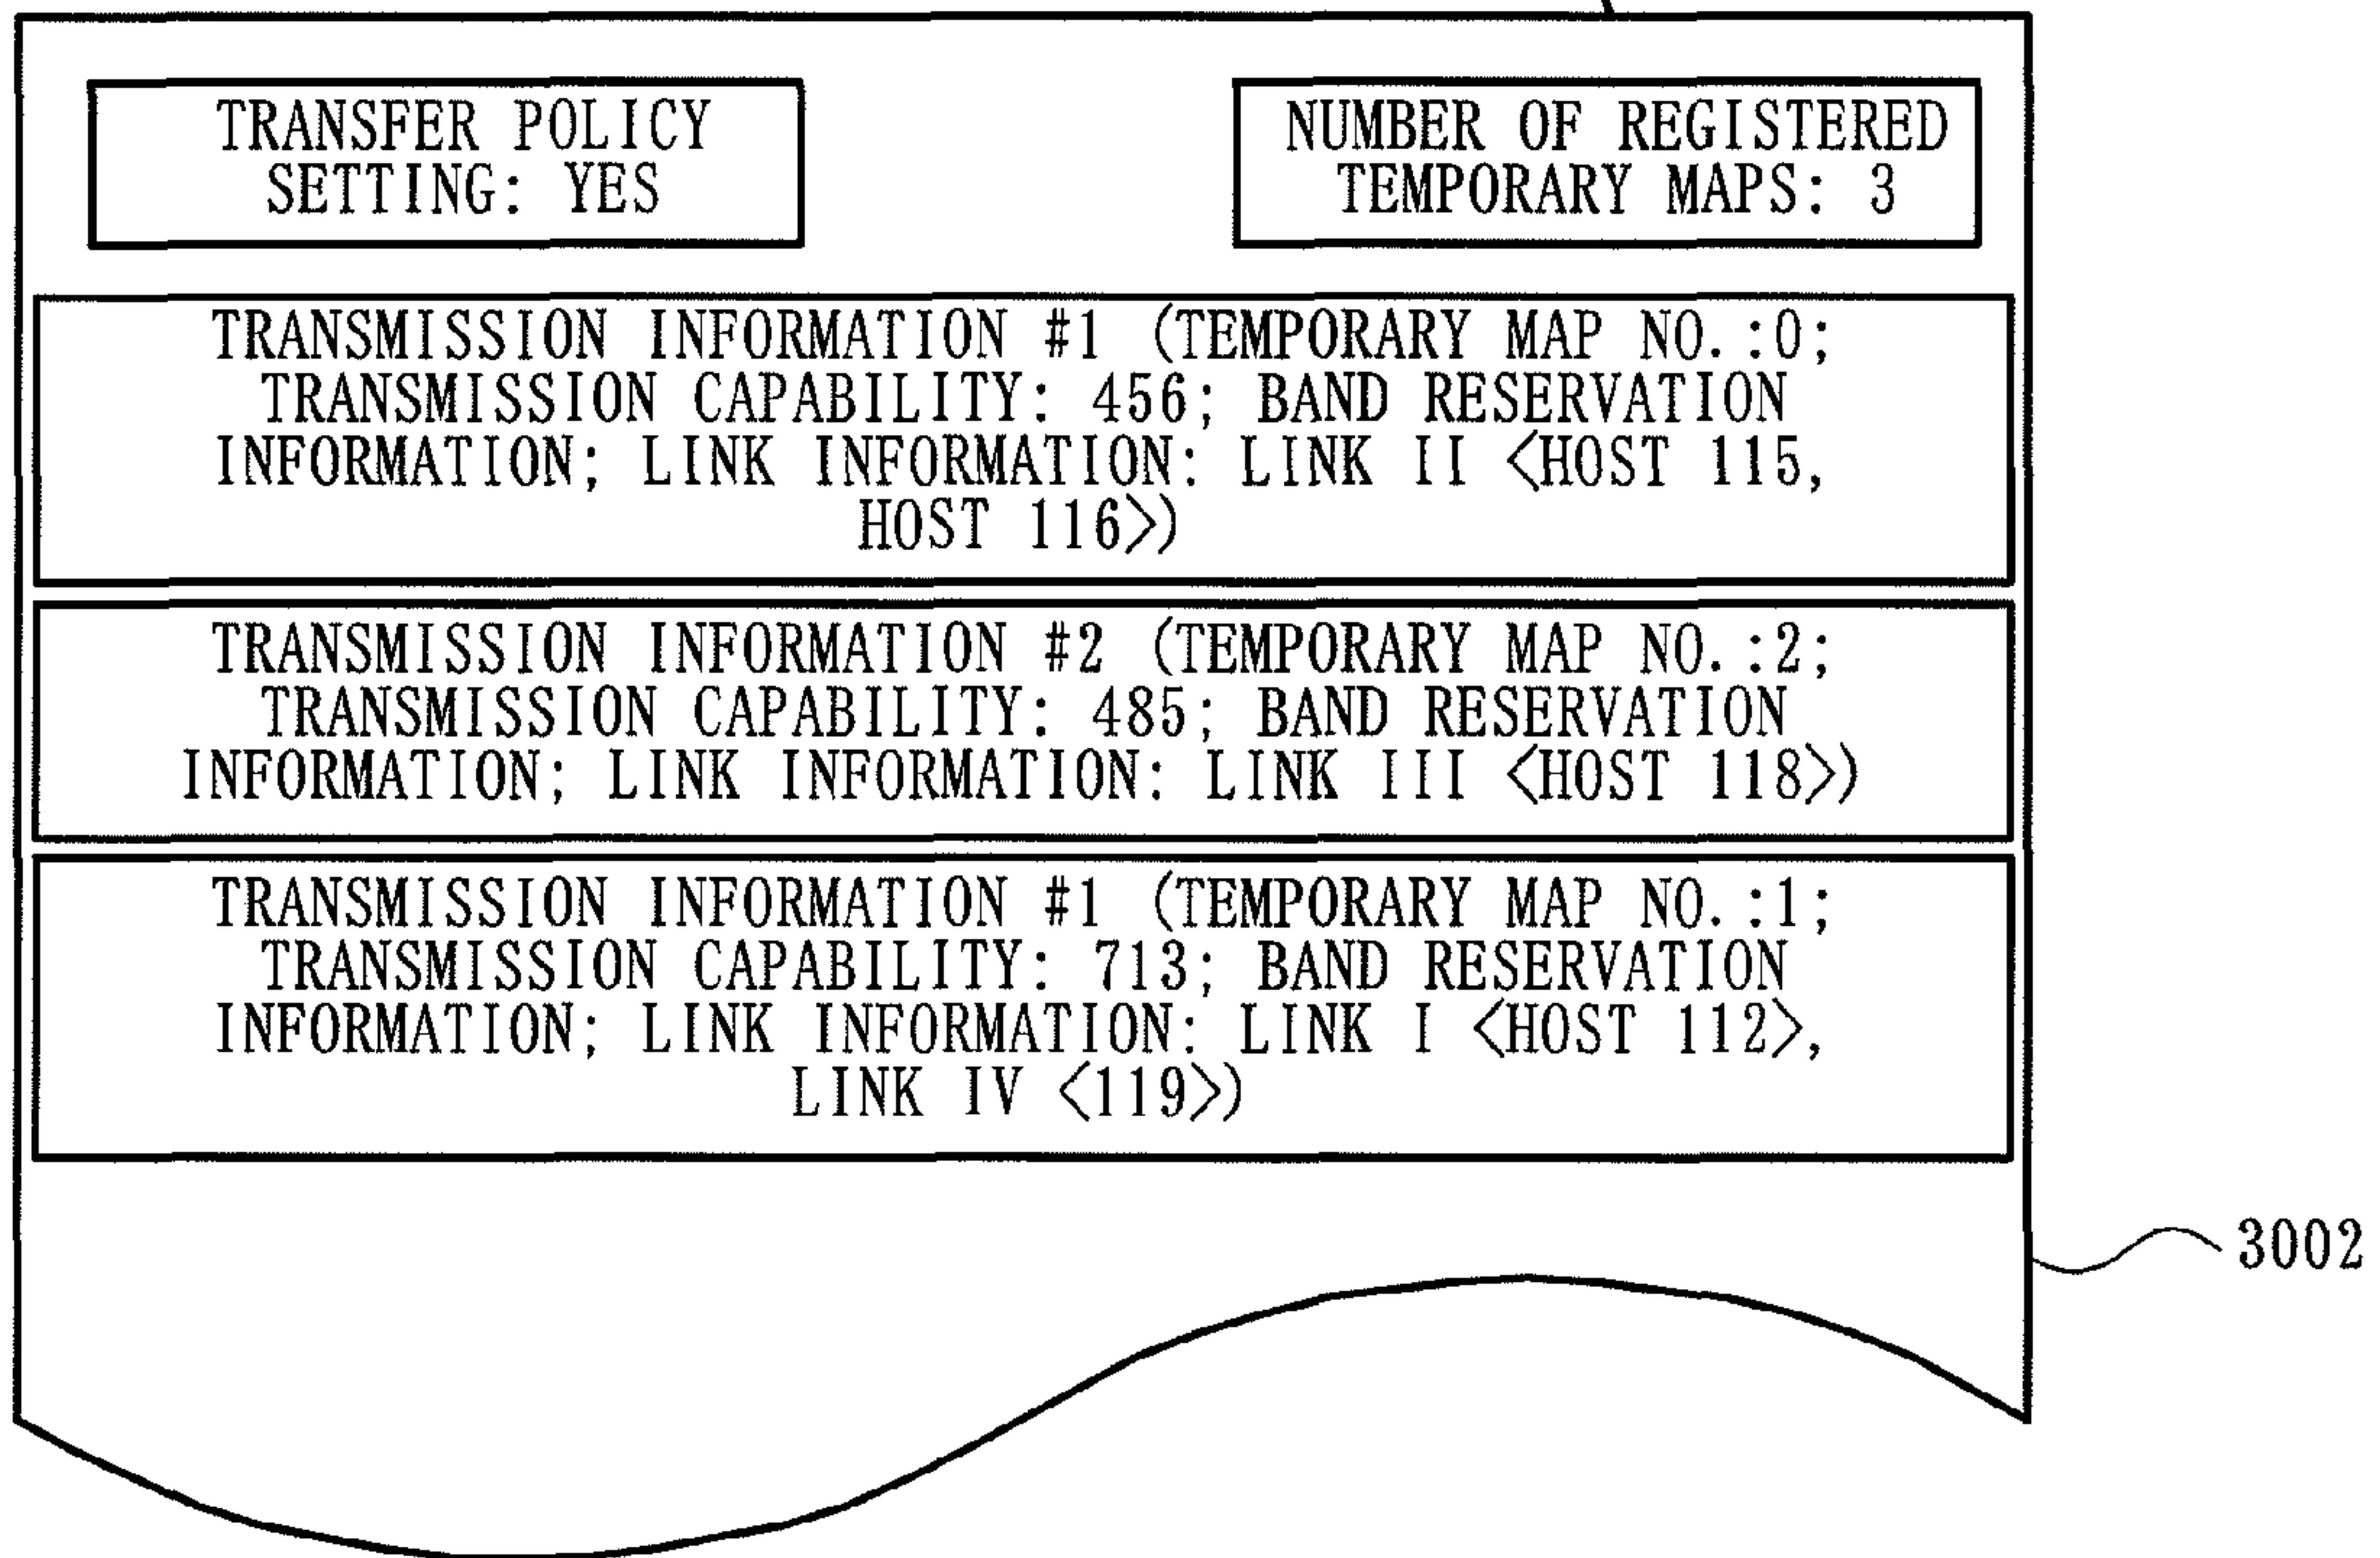 TRANSFER POLICY
SETTING: YES
NUMBER OF REGISTERED
TEMPORARY MAPS: 3
TRANSMISSION INFORMATION #1 (TEMPORARY MAP NO.:0;
TRANSMISSION CAPABILITY: 456; BAND RESERVATION
INFORMATION; LINK INFORMATION: LINK II <HOST 115,
HOST 116>)
TRANSMISSION INFORMATION #2 (TEMPORARY MAP NO.:2;
TRANSMISSION CAPABILITY: 485; BAND RESERVATION
INFORMATION; LINK INFORMATION: LINK III <HOST 118>)
TRANSMISSION INFORMATION #1 (TEMPORARY MAP NO.:1;
TRANSMISSION CAPABILITY: 713; BAND RESERVATION
INFORMATION; LINK INFORMATION: LINK I <HOST 112>,
LINK IV <119>)
3002